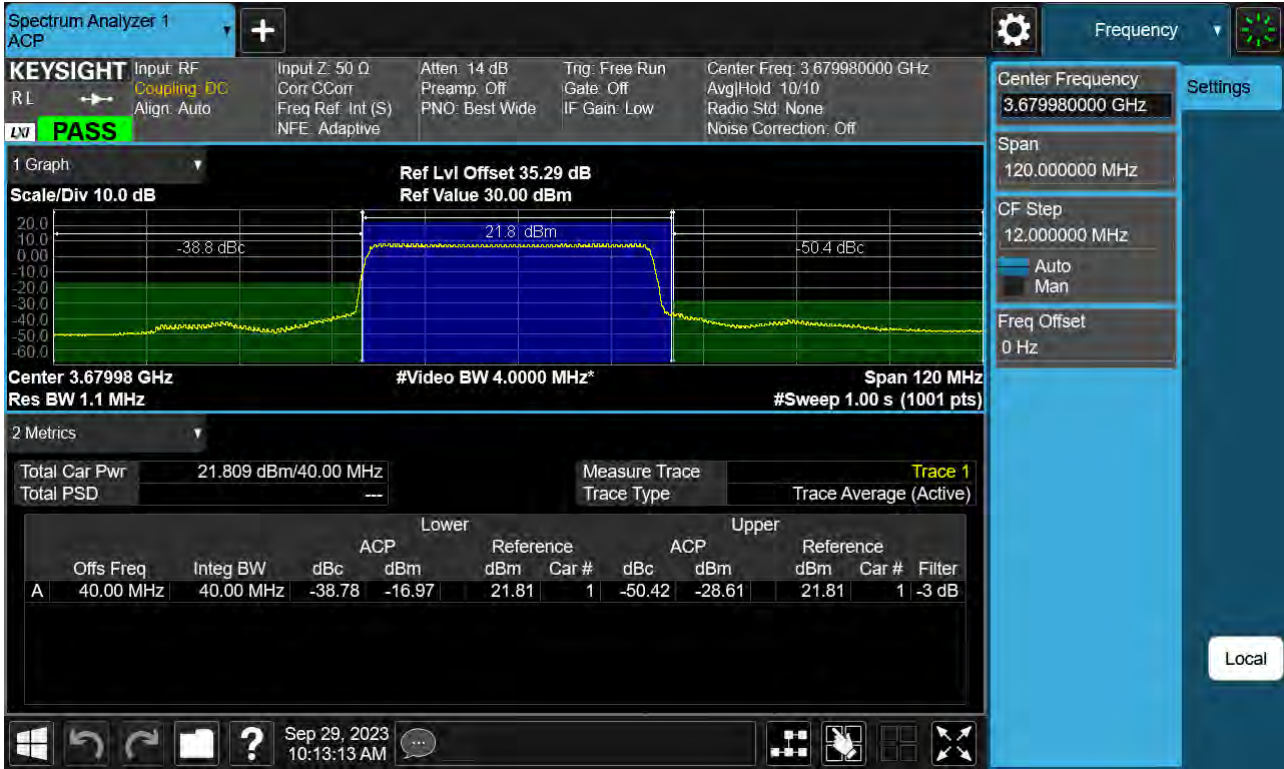 Spectrum Analyzer 1
ACP
+
Frequency
KEYSIGHT
RL
LXI
PASS
Input: RF
Coupling: DC
Align: Auto
Input Z: 50 Ω
Corr CCorr
Freq Ref: Int (S)
NFE: Adaptive
Atten: 14 dB
Preamp: Off
PNO: Best Wide
Trig: Free Run
Gate: Off
IF Gain: Low
Center Freq: 3.679980000 GHz
Avg|Hold: 10/10
Radio Std: None
Noise Correction: Off
Center Frequency
3.679980000 GHz
Settings
Span
120.000000 MHz
CF Step
12.000000 MHz
Auto
Man
Freq Offset
0 Hz
1 Graph
Scale/Div 10.0 dB
Ref Lvl Offset 35.29 dB
Ref Value 30.00 dBm
20.0
10.0
0.00
-10.0
-20.0
-30.0
-40.0
-50.0
-60.0
-38.8 dBc
21.8 dBm
-50.4 dBc
Center 3.67998 GHz
#Video BW 4.0000 MHz*
Span 120 MHz
Res BW 1.1 MHz
#Sweep 1.00 s (1001 pts)
2 Metrics
Total Car Pwr 21.809 dBm/40.00 MHz
Total PSD ---
Measure Trace Trace 1
Trace Type Trace Average (Active)
Lower Upper
ACP Reference ACP Reference
Offs Freq Integ BW dBc dBm dBm Car # dBc dBm dBm Car # Filter
A 40.00 MHz 40.00 MHz -38.78 -16.97 21.81 1 -50.42 -28.61 21.81 1 -3 dB
Local
?
Sep 29, 2023
10:13:13 AM